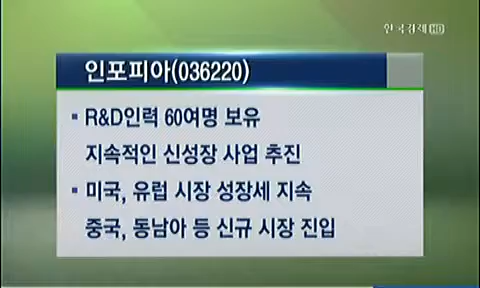 한국경제 HD
인포피아(036220)
▪ R&D인력 60여명 보유
지속적인 신성장 사업 추진
▪ 미국, 유럽 시장 성장세 지속
중국, 동남아 등 신규 시장 진입